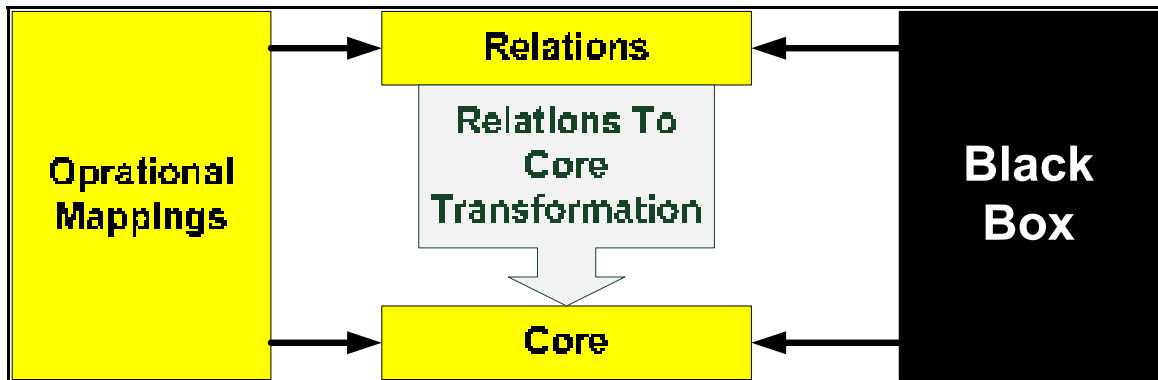 Relations
Relations To
Core
Transformation
Oprational
Mappings
Black
Box
Core